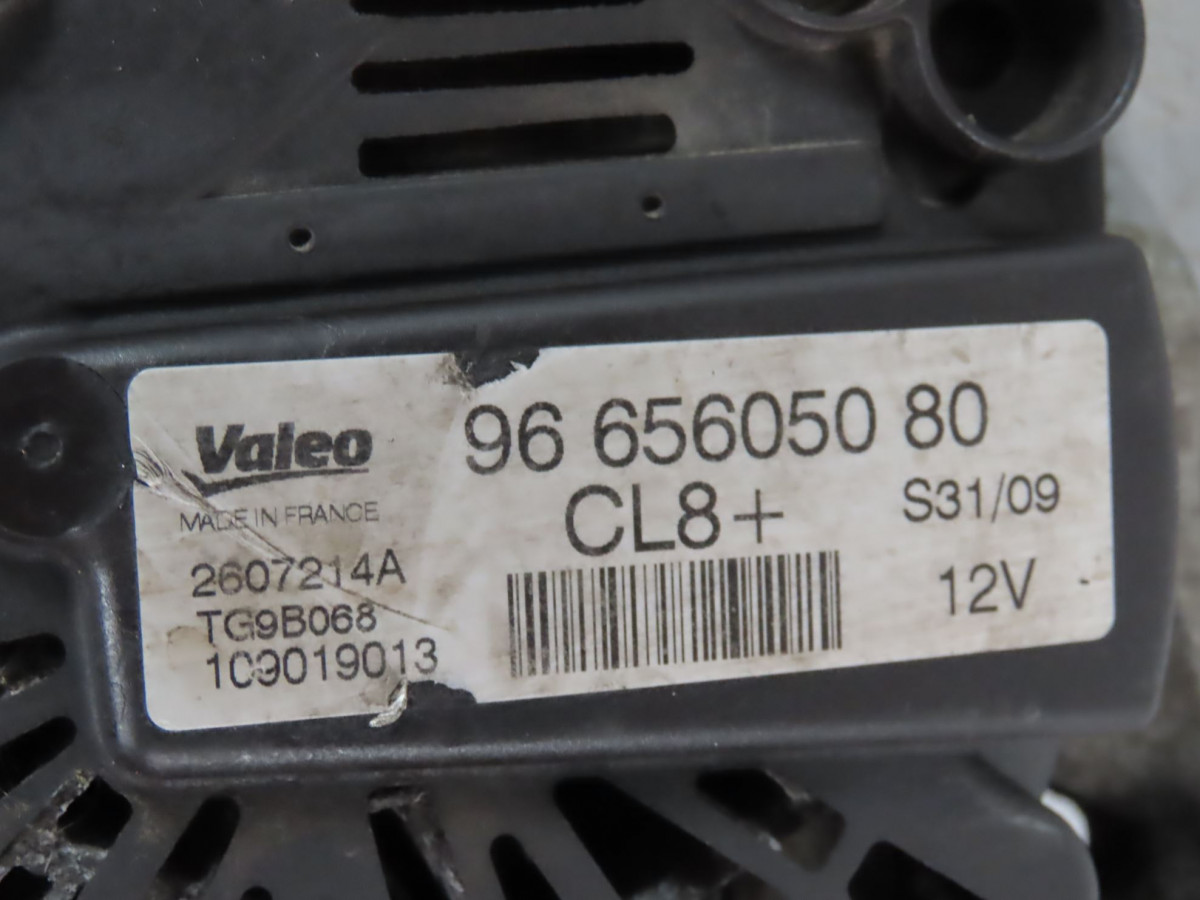 Valeo
MADE IN FRANCE
2607214A
TG9B068
109019013
96 656050 80
CL8+
S31/09
12V